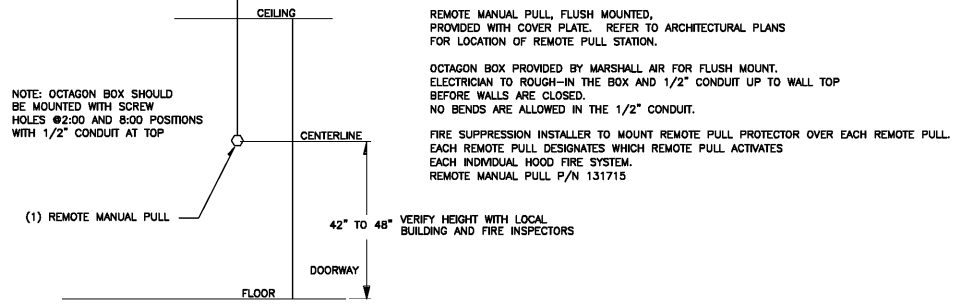 CEILING
REMOTE MANUAL PULL, FLUSH MOUNTED,
PROVIDED WITH COVER PLATE. REFER TO ARCHITECTURAL PLANS
FOR LOCATION OF REMOTE PULL STATION.
OCTAGON BOX PROVIDED BY MARSHALL AIR FOR FLUSH MOUNT.
ELECTRICIAN TO ROUGH-IN THE BOX AND 1/2" CONDUIT UP TO WALL TOP
BEFORE WALLS ARE CLOSED.
NO BENDS ARE ALLOWED IN THE 1/2" CONDUIT.
FIRE SUPPRESSION INSTALLER TO MOUNT REMOTE PULL PROTECTOR OVER EACH REMOTE PULL.
EACH REMOTE PULL DESIGNATES WHICH REMOTE PULL ACTIVATES
EACH INDIVIDUAL HOOD FIRE SYSTEM.
REMOTE MANUAL PULL P/N 131715
NOTE: OCTAGON BOX SHOULD
BE MOUNTED WITH SCREW
HOLES @2:00 AND 8:00 POSITIONS
WITH 1/2" CONDUIT AT TOP
CENTERLINE
(1) REMOTE MANUAL PULL
42" TO 48" VERIFY HEIGHT WITH LOCAL
BUILDING AND FIRE INSPECTORS
DOORWAY
FLOOR